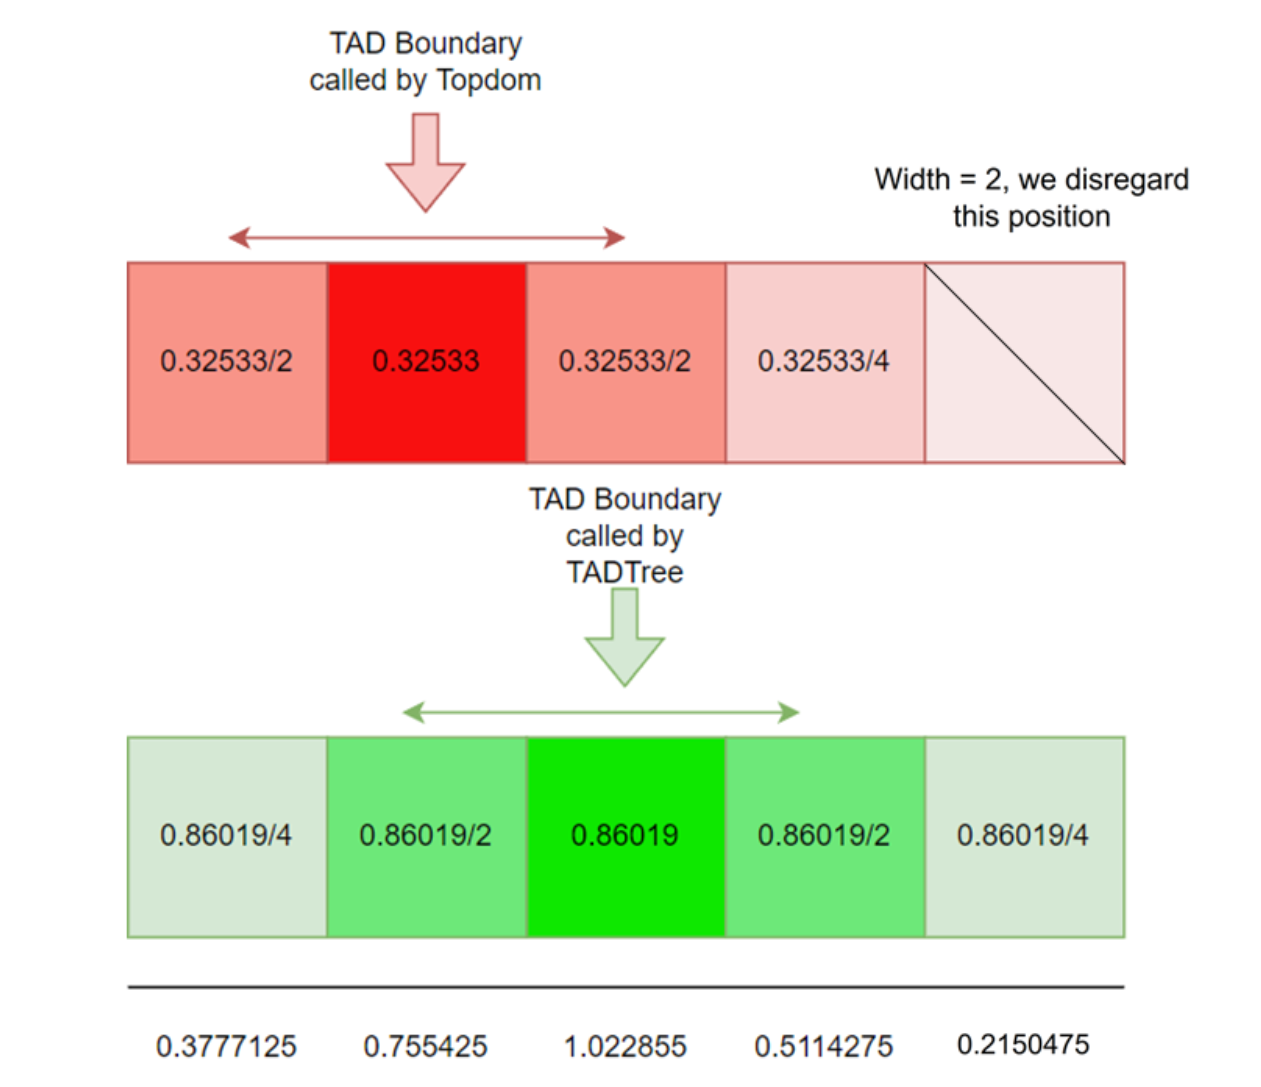 TAD Boundary
called by Topdom
Width = 2, we disregard
this position
0.32533/2 0.32533 0.32533/2 0.32533/4
TAD Boundary
called by
TADTree
0.86019/4 0.86019/2 0.86019 0.86019/2 0.86019/4
0.3777125 0.755425 1.022855 0.5114275 0.2150475